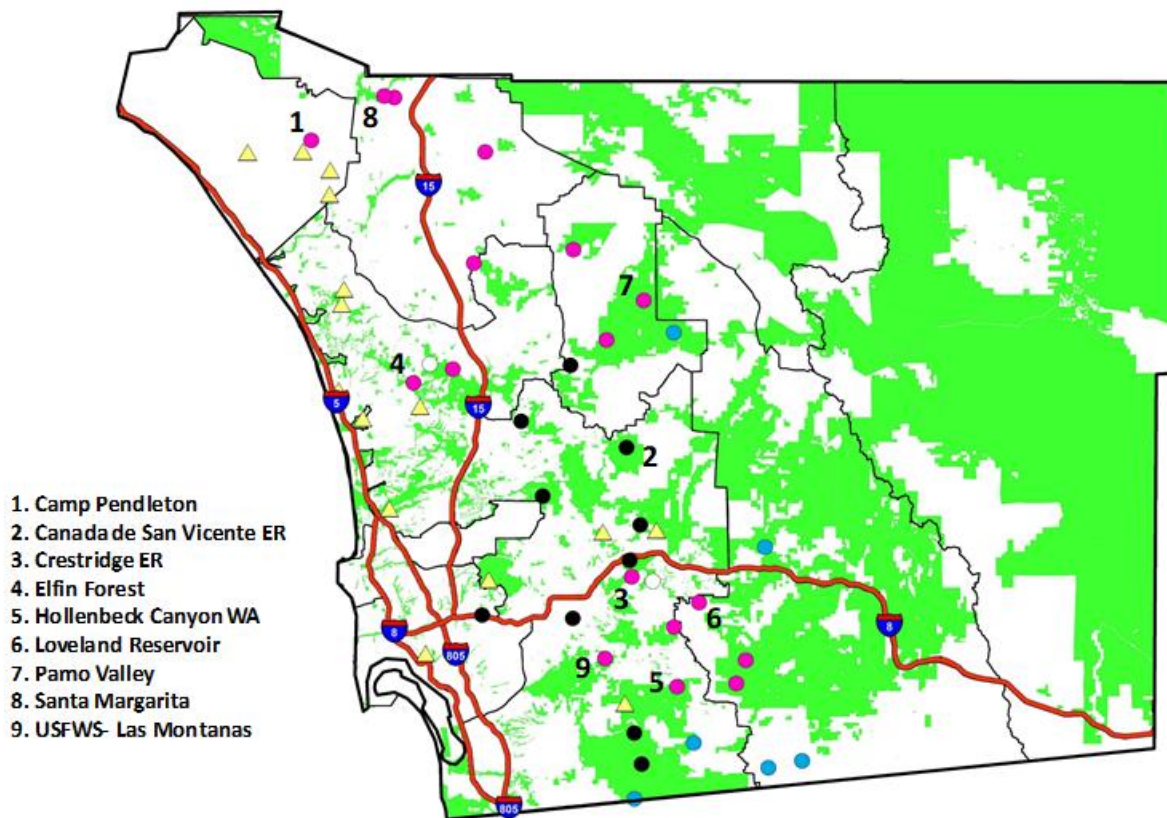 1
8
15
7
4
5
15
2
1. Camp Pendleton
2. Canada de San Vicente ER
3. Crestridge ER
4. Elfin Forest
5. Hollenbeck Canyon WA
6. Loveland Reservoir
7. Pamo Valley
8. Santa Margarita
9. USFWS- Las Montanas
3
6
8
8
805
9
5
805